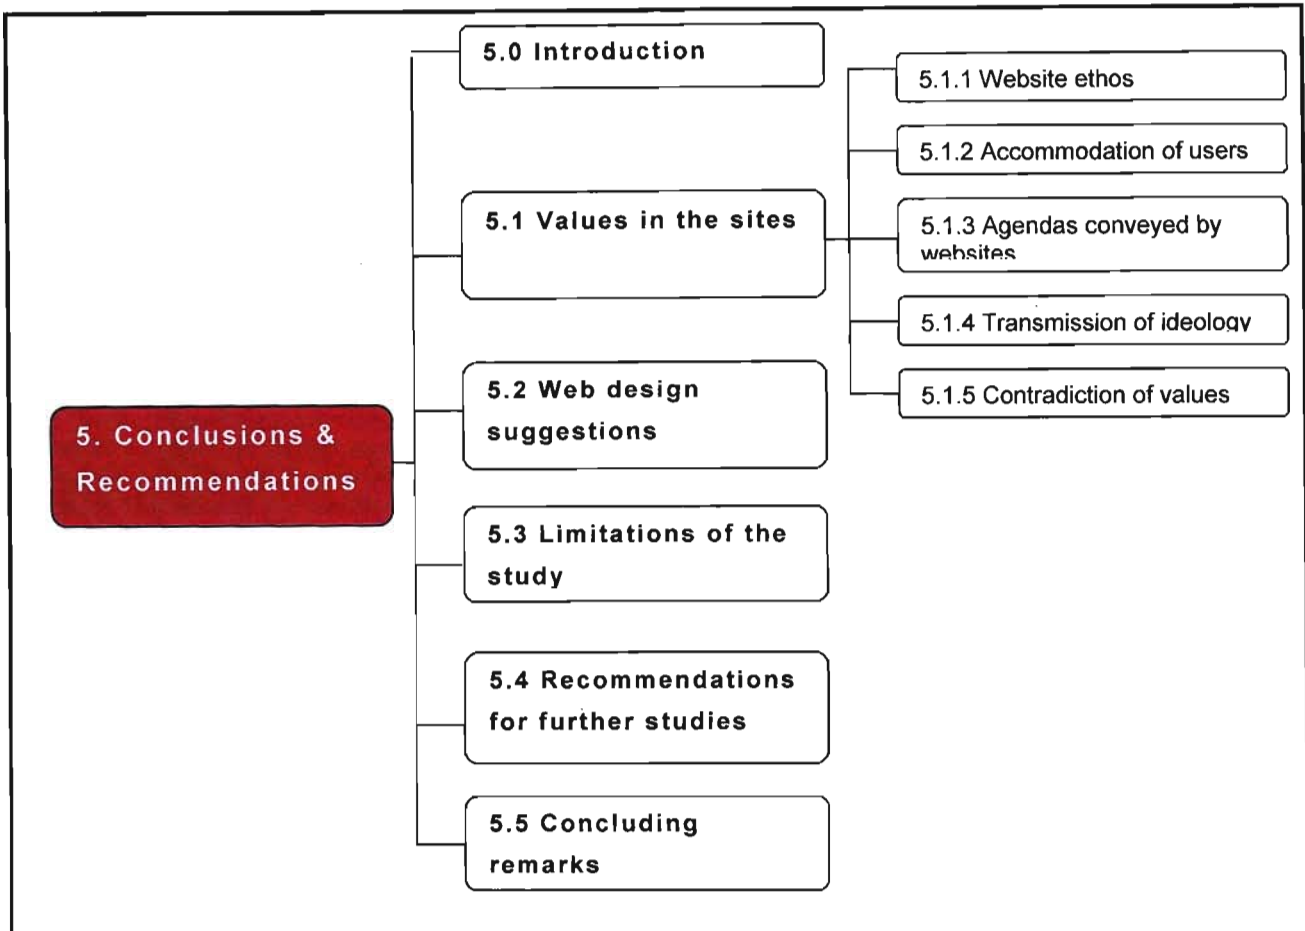 5.0 Introduction
5.1.1 Website ethos
5.1.2 Accommodation of users
5.1 Values in the sites
5.1.3 Agendas conveyed by
websites
5.1.4 Transmission of ideology
5.1.5 Contradiction of values
5.2 Web design
suggestions
5. Conclusions &
Recommendations
5.3 Limitations of the
study
5.4 Recommendations
for further studies
5.5 Concluding
remarks